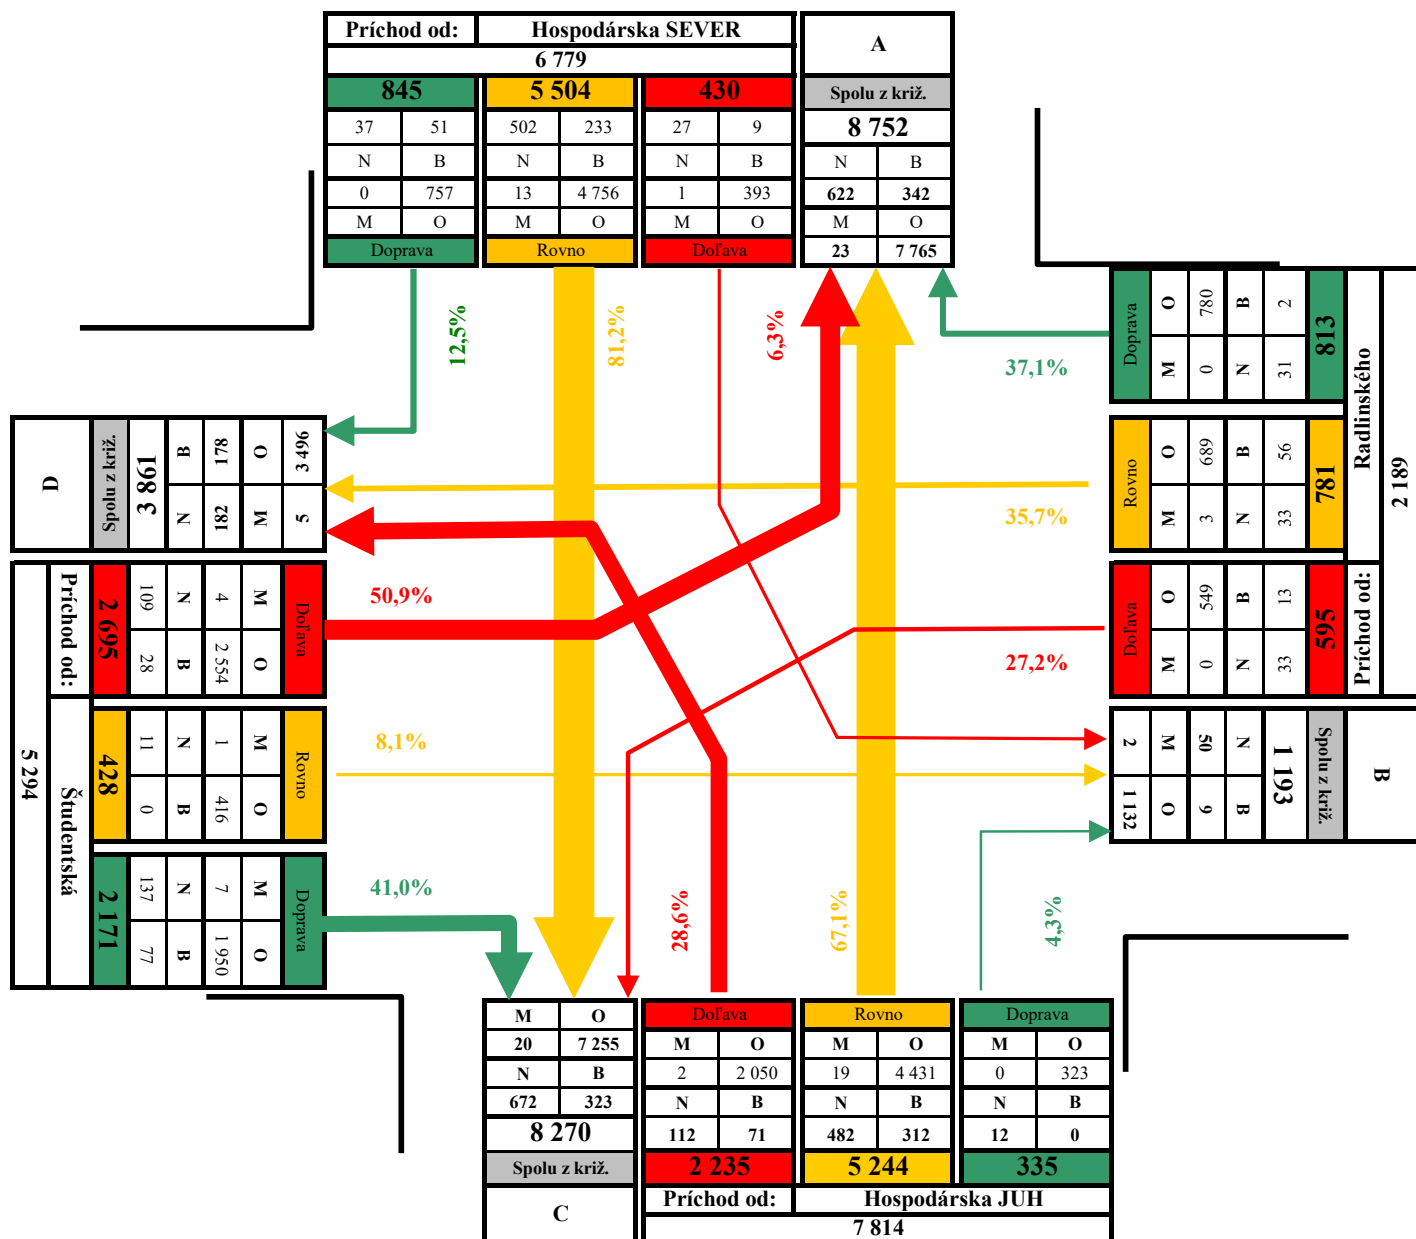 Príchod od: Hospodárska SEVER
6 779
845 5 504 430
37 51 502 233 27 9
N B N B N B
0 757 13 4 756 1 393
M O M O M O
Doprava Rovno Doľava
A
Spolu z križ.
8 752
N B
622 342
M O
23 7 765
12,5%
81,2%
6,3%
37,1%
35,7%
27,2%
Doprava
O 780 B 2
M 0 N 31
813
Rovno
O 689 B 56
M 3 N 33
781
Doľava
O 549 B 13
M 0 N 33
595
Radlinského
Príchod od:
2 189
D
Spolu z križ.
3 861
B 178 O 3 496
N 182 M 5
50,9%
8,1%
41,0%
Príchod od:
Študentská
5 294
2 695
109 N 4 M
28 B 2 554 O
Doľava
428
11 N 1 M
0 B 416 O
Rovno
2 171
137 N 7 M
77 B 1 950 O
Doprava
2 M 50 N
1 132 O 9 B
1 193
Spolu z križ.
B
28,6%
67,1%
4,3%
M O
20 7 255
N B
672 323
8 270
Spolu z križ.
C
Doľava Rovno Doprava
M O M O M O
2 2 050 19 4 431 0 323
N B N B N B
112 71 482 312 12 0
2 235 5 244 335
Príchod od: Hospodárska JUH
7 814